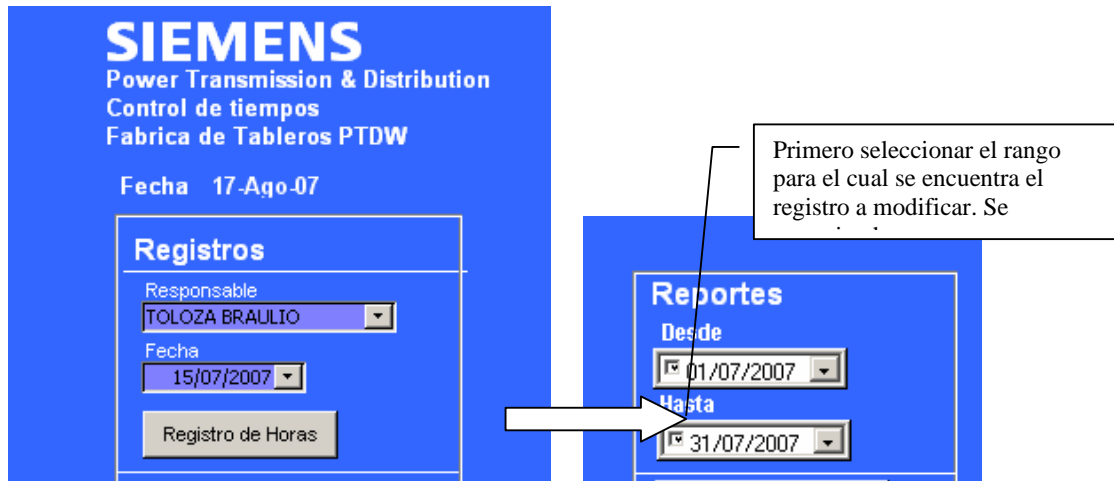 SIEMENS
Power Transmission & Distribution
Control de tiempos
Fabrica de Tableros PTDW
Fecha 17-Ago-07
Registros
Responsable
TOLOZA BRAULIO
Fecha
15/07/2007
Registro de Horas
Primero seleccionar el rango
para el cual se encuentra el
registro a modificar. Se
Reportes
Desde
01/07/2007
Hasta
31/07/2007